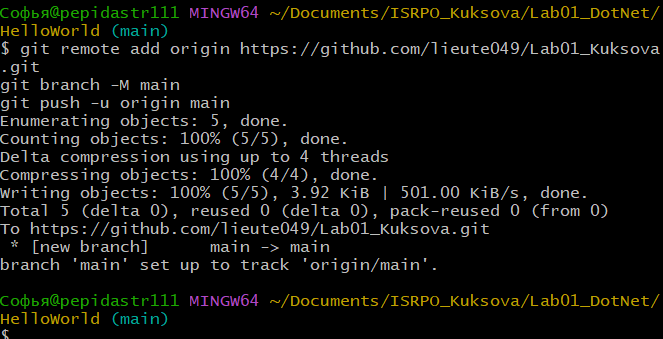 Софья@pepidastr111 MINGW64 ~/Documents/ISRPO_Kuksova/Lab01_DotNet/
HelloWorld (main)
$ git remote add origin https://github.com/lieute049/Lab01_Kuksova
.git
git branch -M main
git push -u origin main
Enumerating objects: 5, done.
Counting objects: 100% (5/5), done.
Delta compression using up to 4 threads
Compressing objects: 100% (4/4), done.
Writing objects: 100% (5/5), 3.92 KiB | 501.00 KiB/s, done.
Total 5 (delta 0), reused 0 (delta 0), pack-reused 0 (from 0)
To https://github.com/lieute049/Lab01_Kuksova.git
 * [new branch]      main -> main
branch 'main' set up to track 'origin/main'.

Софья@pepidastr111 MINGW64 ~/Documents/ISRPO_Kuksova/Lab01_DotNet/
HelloWorld (main)
$